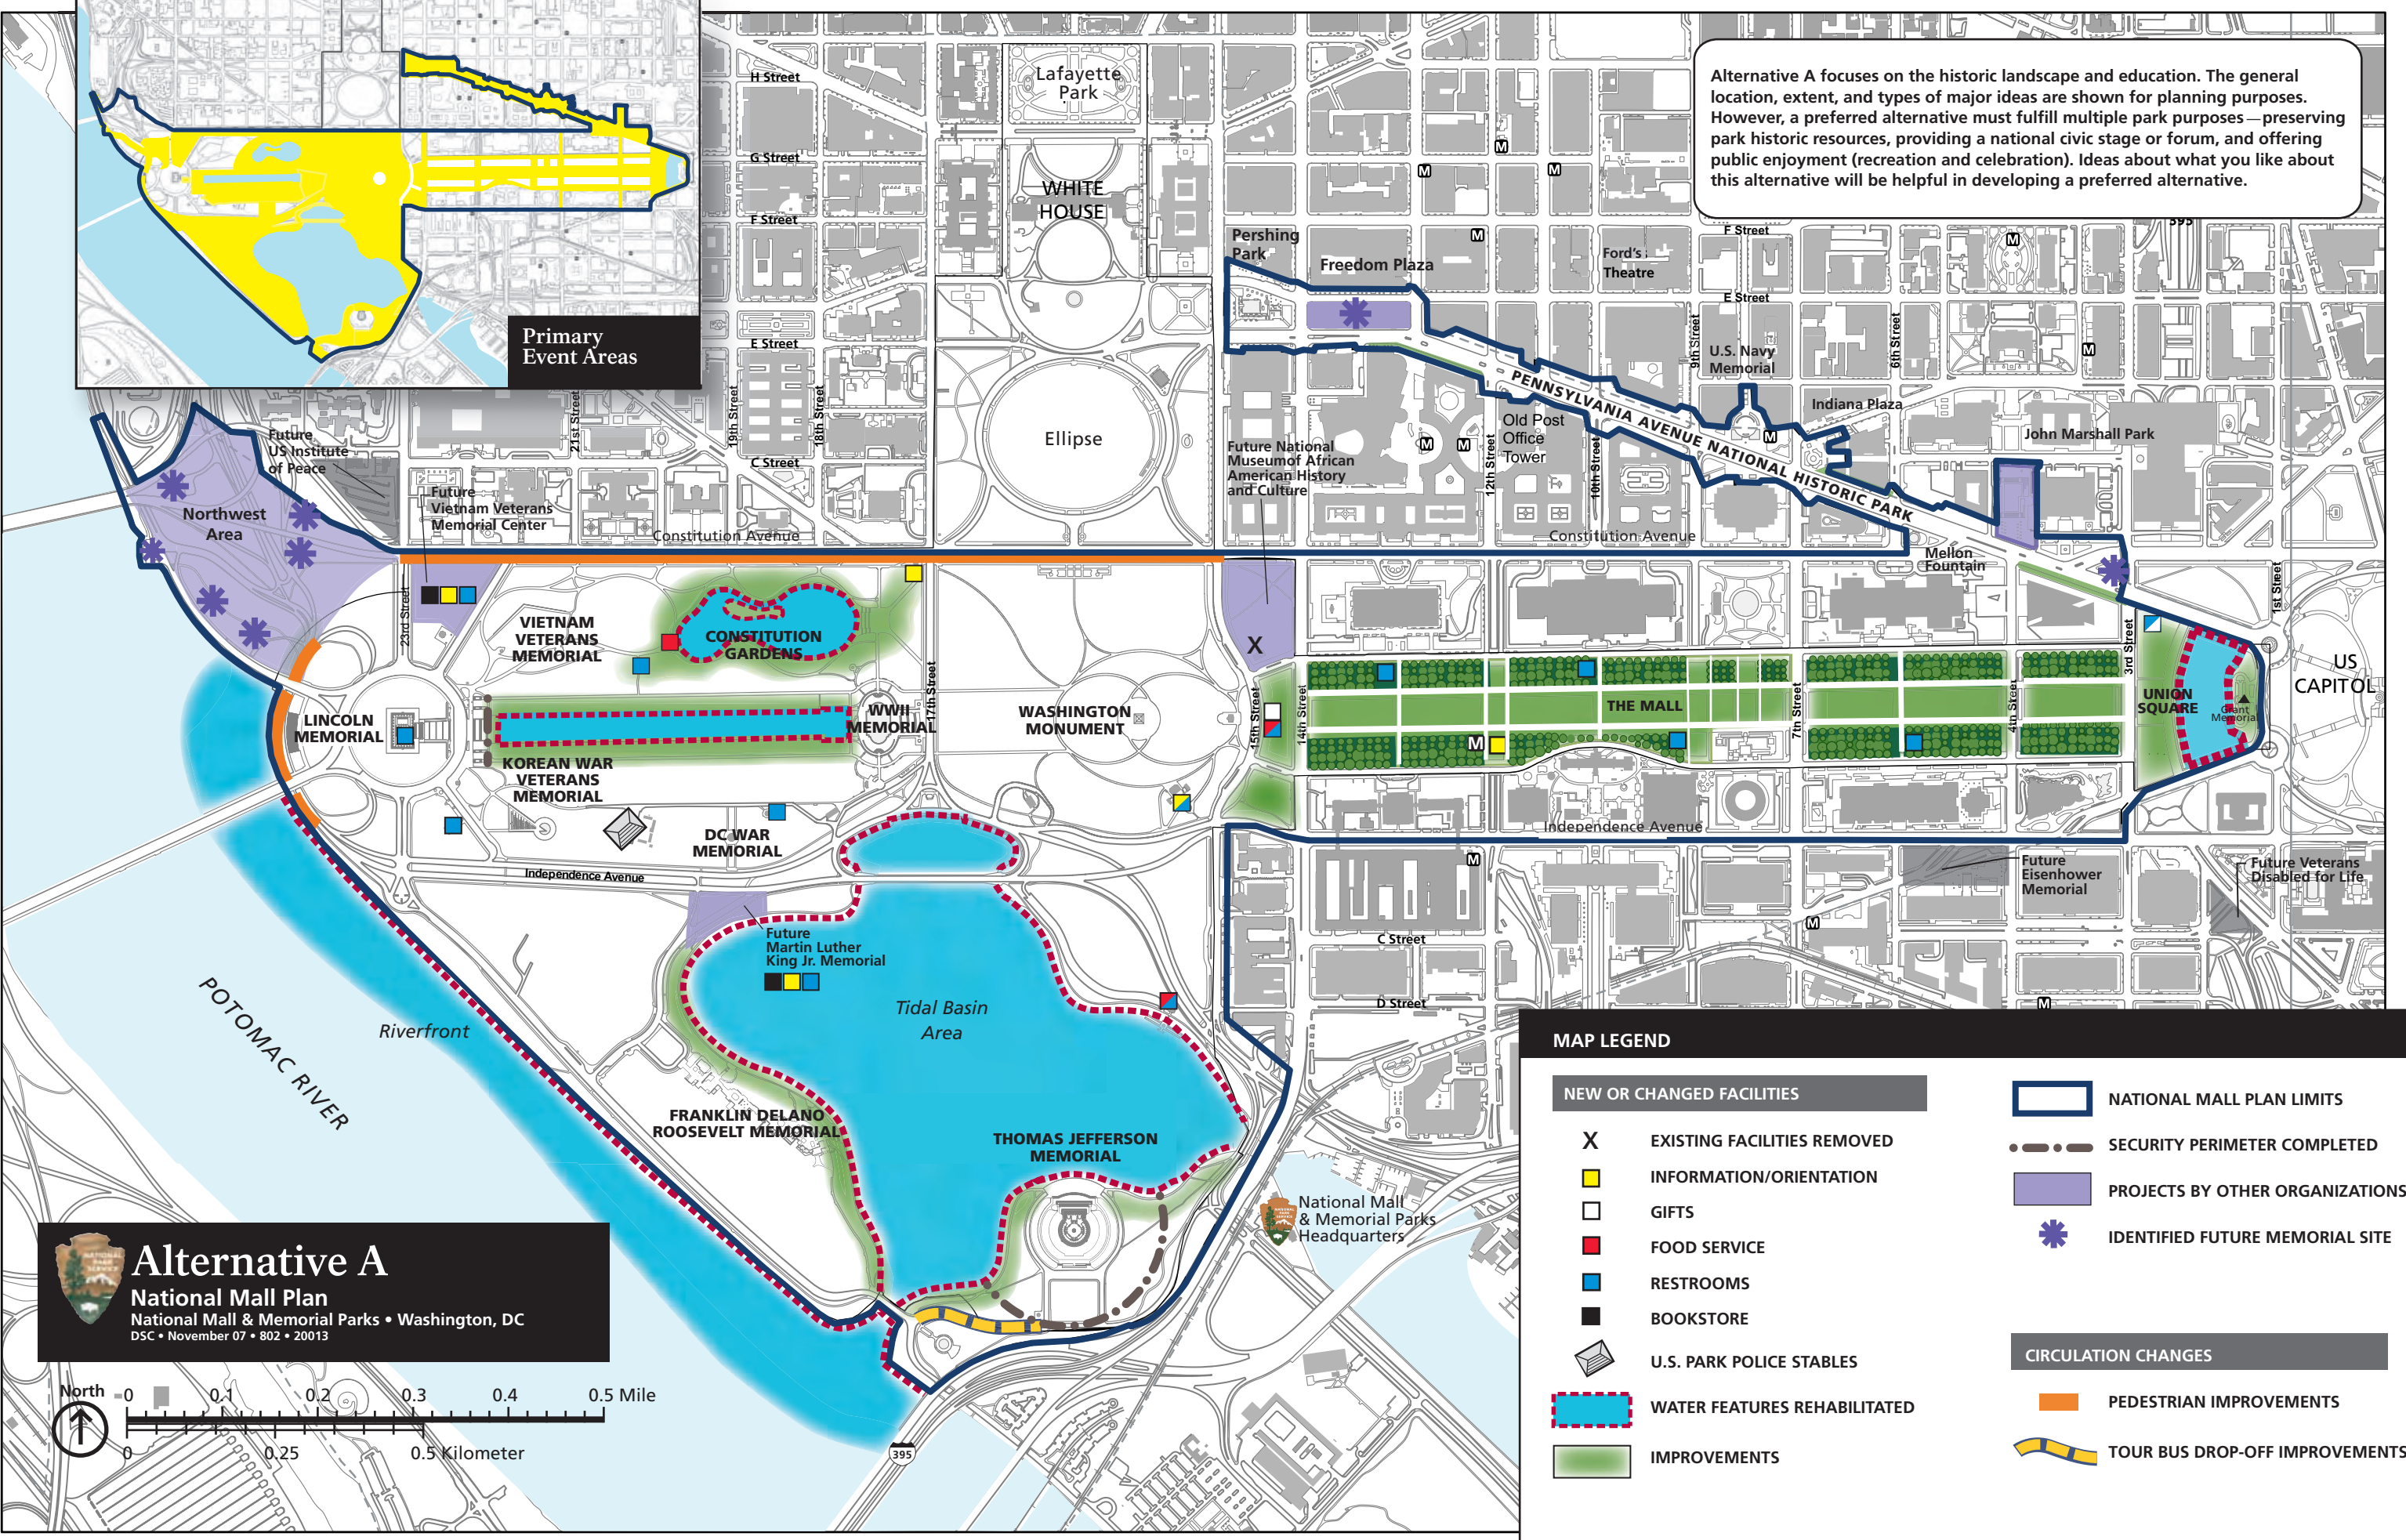 Primary
Event Areas
Alternative A focuses on the historic landscape and education. The general
location, extent, and types of major ideas are shown for planning purposes.
However, a preferred alternative must fulfill multiple park purposes—preserving
park historic resources, providing a national civic stage or forum, and offering
public enjoyment (recreation and celebration). Ideas about what you like about
this alternative will be helpful in developing a preferred alternative.
H Street
Lafayette
Park
G Street
WHITE
HOUSE
F Street
E Street
C Street
21st Street
19th Street
18th Street
Ellipse
Pershing
Park
Freedom Plaza
Ford's
Theatre
F Street
395
E Street
9th Street
6th Street
U.S. Navy
Memorial
Indiana Plaza
John Marshall Park
PENNSYLVANIA AVENUE NATIONAL HISTORIC PARK
Old Post
Office
Tower
12th Street
10th Street
Future National
Museumof African
American History
and Culture
Future
US Institute
of Peace
Future
Vietnam Veterans
Memorial Center
Northwest
Area
Constitution Avenue
Constitution Avenue
Mellon
Fountain
1st Street
23rd Street
VIETNAM
VETERANS
MEMORIAL
CONSTITUTION
GARDENS
17th Street
X
15th Street
14th Street
7th Street
4th Street
3rd Street
LINCOLN
MEMORIAL
WWII
MEMORIAL
WASHINGTON
MONUMENT
THE MALL
UNION
SQUARE
Grant
Memorial
US
CAPITOL
KOREAN WAR
VETERANS
MEMORIAL
DC WAR
MEMORIAL
Independence Avenue
Independence Avenue
Future
Eisenhower
Memorial
Future Veterans
Disabled for Life
C Street
D Street
M
M
M
M
M
M
M
M
M
M
M
M
M
Future
Martin Luther
King Jr. Memorial
Tidal Basin
Area
POTOMAC RIVER
Riverfront
FRANKLIN DELANO
ROOSEVELT MEMORIAL
THOMAS JEFFERSON
MEMORIAL
National Mall
& Memorial Parks
Headquarters
395
NATIONAL
PARK
SERVICE
Alternative A
National Mall Plan
National Mall & Memorial Parks • Washington, DC
DSC • November 07 • 802 • 20013
North
0 0.1 0.2 0.3 0.4 0.5 Mile
0 0.25 0.5 Kilometer
MAP LEGEND
NEW OR CHANGED FACILITIES
X EXISTING FACILITIES REMOVED
INFORMATION/ORIENTATION
GIFTS
FOOD SERVICE
RESTROOMS
BOOKSTORE
U.S. PARK POLICE STABLES
WATER FEATURES REHABILITATED
IMPROVEMENTS
NATIONAL MALL PLAN LIMITS
SECURITY PERIMETER COMPLETED
PROJECTS BY OTHER ORGANIZATIONS
IDENTIFIED FUTURE MEMORIAL SITE
CIRCULATION CHANGES
PEDESTRIAN IMPROVEMENTS
TOUR BUS DROP-OFF IMPROVEMENTS